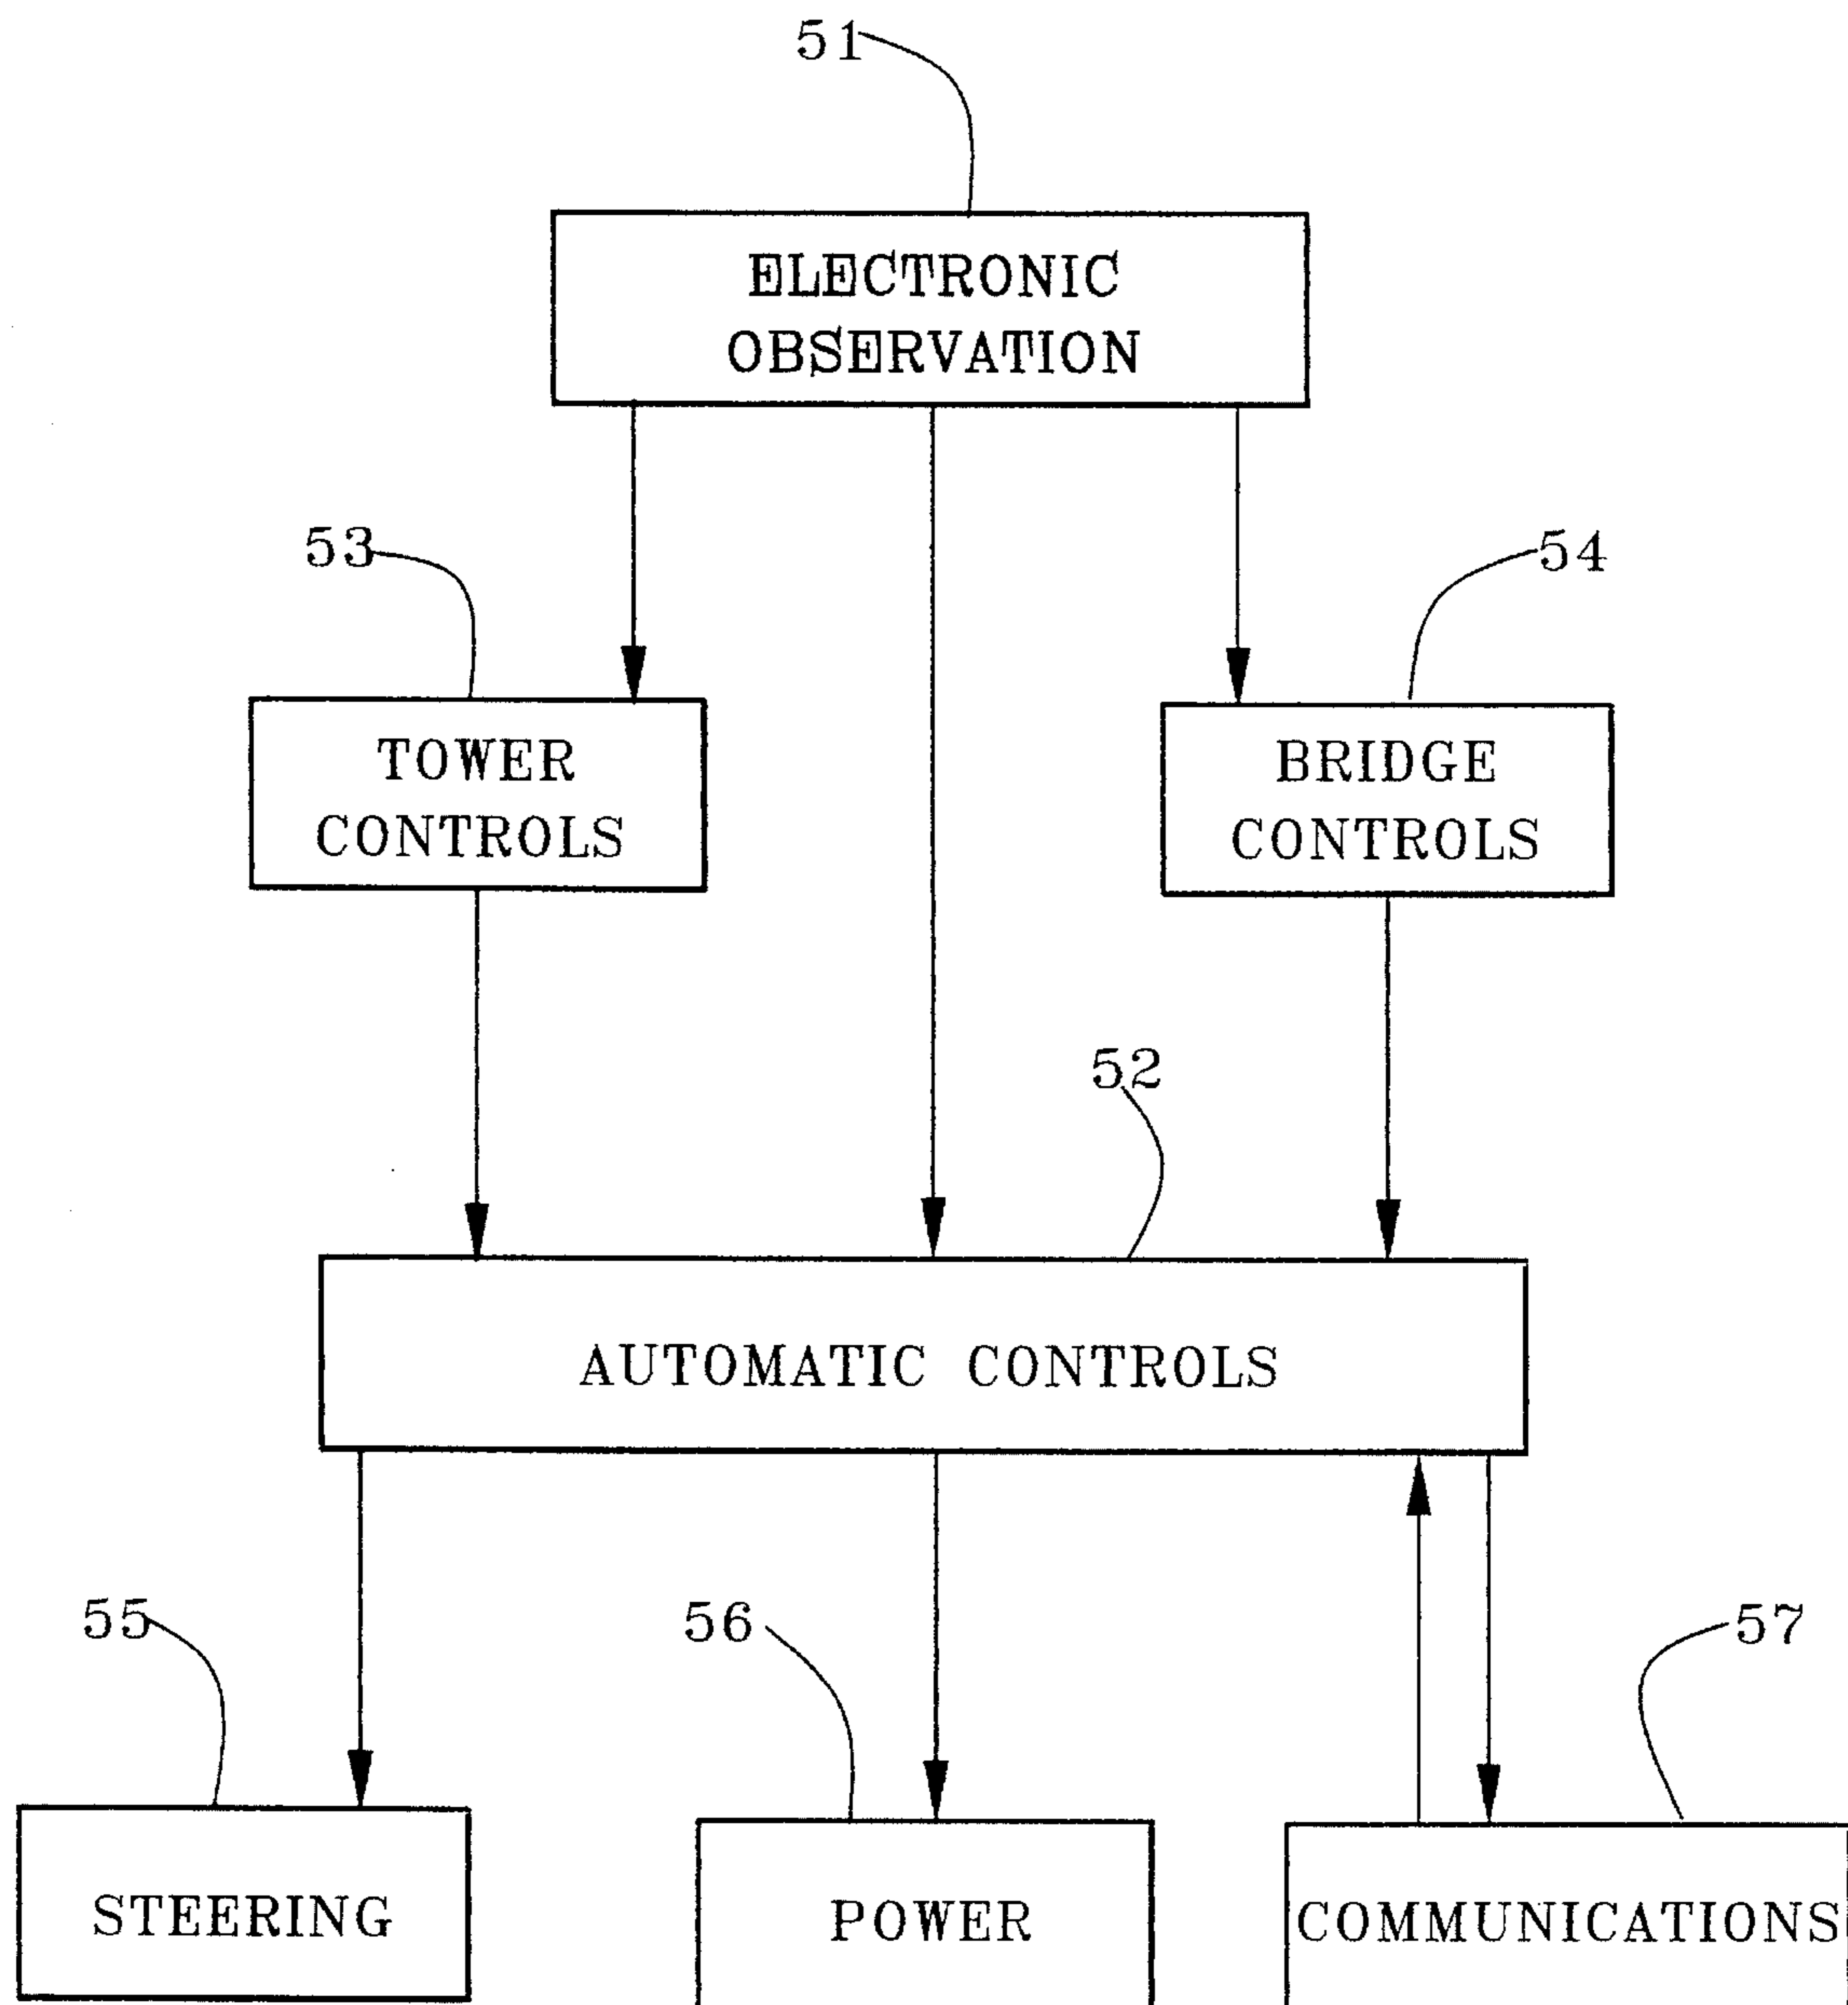 51
ELECTRONIC
OBSERVATION
53
54
TOWER
CONTROLS
BRIDGE
CONTROLS
52
AUTOMATIC CONTROLS
55
56
57
STEERING
POWER
COMMUNICATIONS